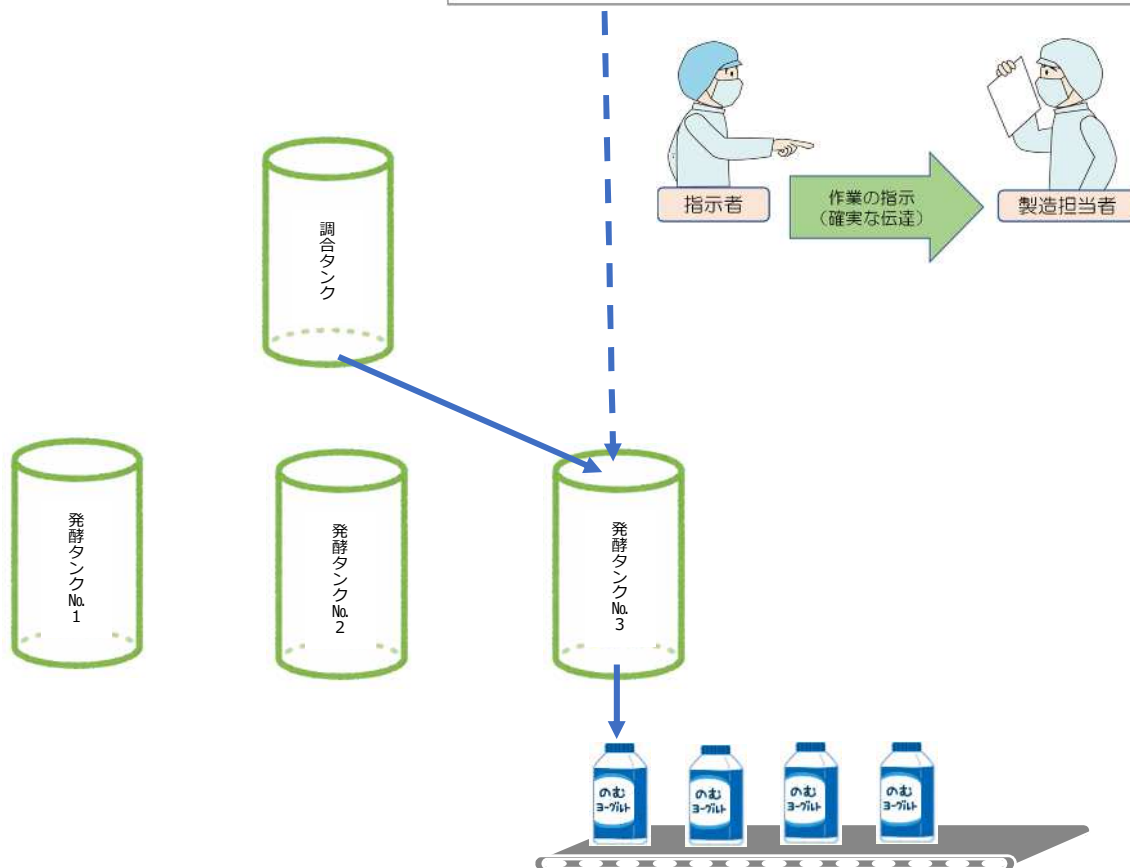 指示者
作業の指示
(確実な伝達)
製造担当者
調合タンク
発酵タンク№1
発酵タンク№2
発酵タンク№3
のむ
ヨーグルト
のむ
ヨーグルト
のむ
ヨーグルト
のむ
ヨーグルト